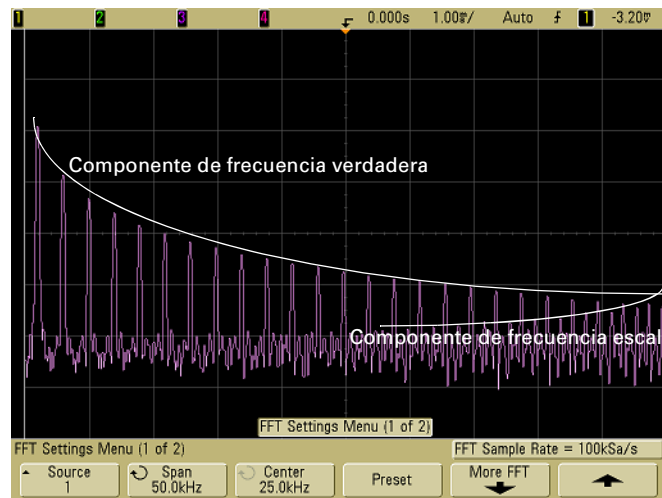 1 2 3 4 0.000s 1.00s/ Auto 1 -3.20V
Componente de frecuencia verdadera
Componente de frecuencia escal
FFT Settings Menu (1 of 2)
FFT Settings Menu (1 of 2) FFT Sample Rate = 100kSa/s
Source
1
Span
50.0kHz
Center
25.0kHz
Preset
More FFT